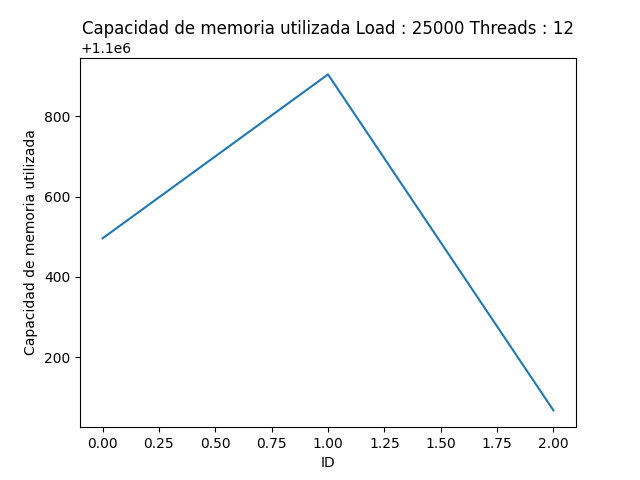 Capacidad de memoria utilizada Load : 25000 Threads : 12
+1.1e6
800
600
400
200
Capacidad de memoria utilizada
0.00 0.25 0.50 0.75 1.00 1.25 1.50 1.75 2.00
ID